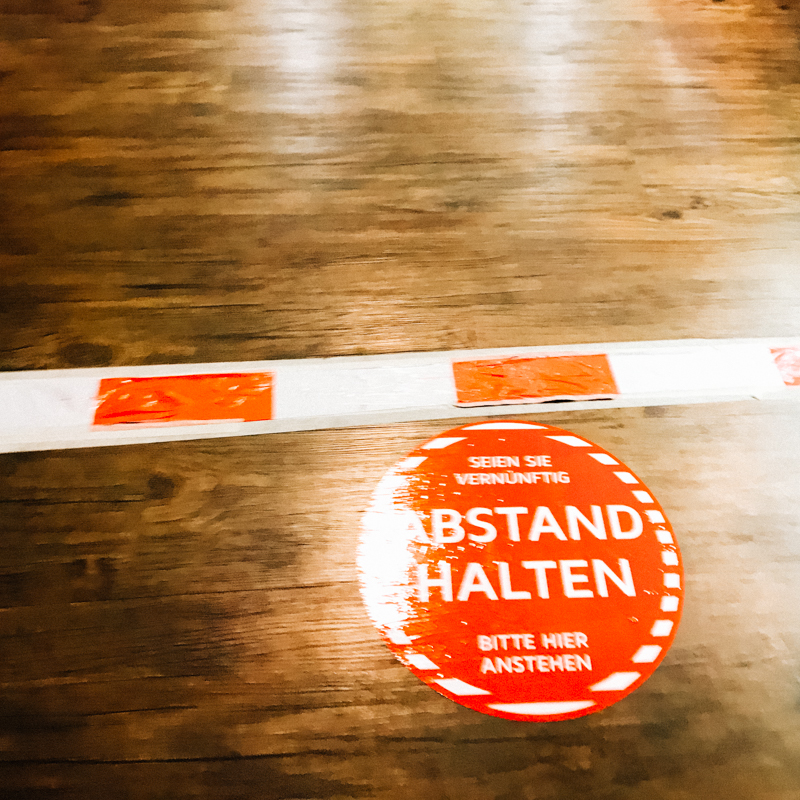 SEIEN SIE
VERNÜNFTIG
ABSTAND
HALTEN
BITTE HIER
ANSTEHEN